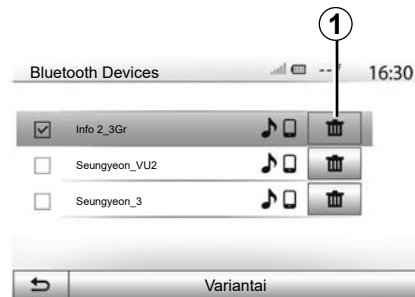 1
Bluetooth Devices 16:30
Info 2_3Gr
Seungyeon_VU2
Seungyeon_3
Variantai